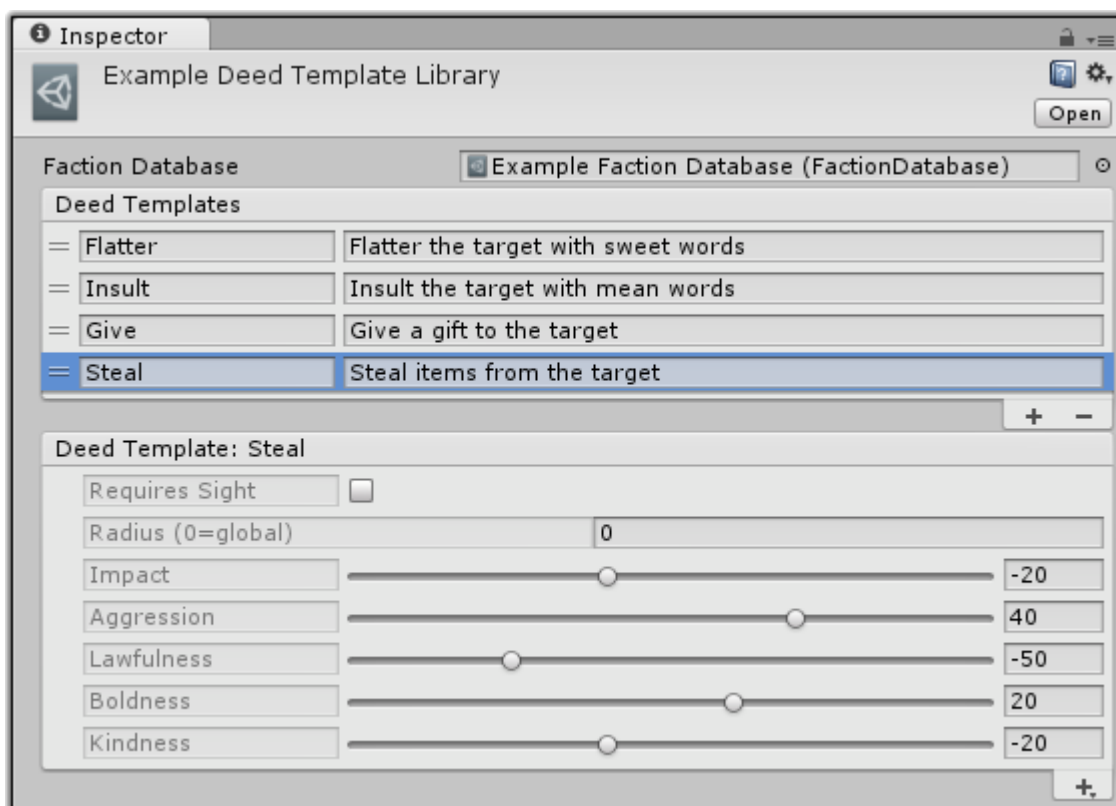 Inspector
Example Deed Template Library
Open
Faction Database Example Faction Database (FactionDatabase)
Deed Templates
Flatter Flatter the target with sweet words
Insult Insult the target with mean words
Give Give a gift to the target
Steal Steal items from the target
Deed Template: Steal
Requires Sight
Radius (0=global) 0
Impact -20
Aggression 40
Lawfulness -50
Boldness 20
Kindness -20